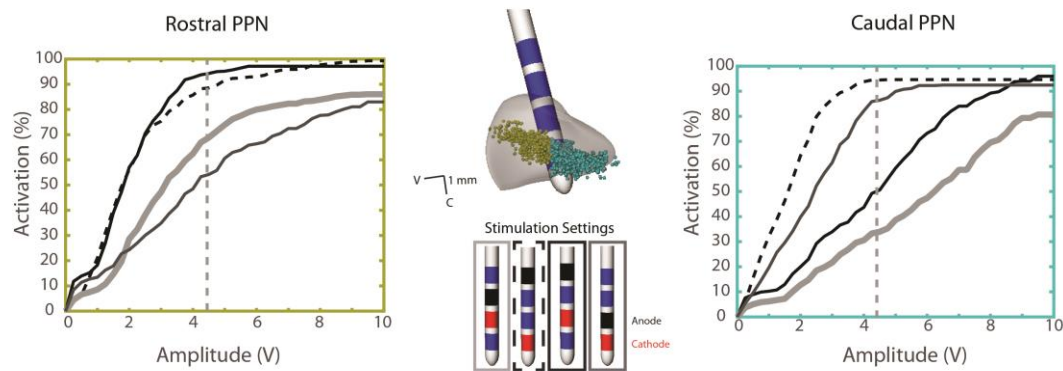 Rostral PPN
Activation (%)
100
90
80
70
60
50
40
30
20
10
0
0 2 4 6 8 10
Amplitude (V)
V
1 mm
C
Stimulation Settings
Anode
Cathode
Caudal PPN
Activation (%)
100
90
80
70
60
50
40
30
20
10
0
0 2 4 6 8 10
Amplitude (V)